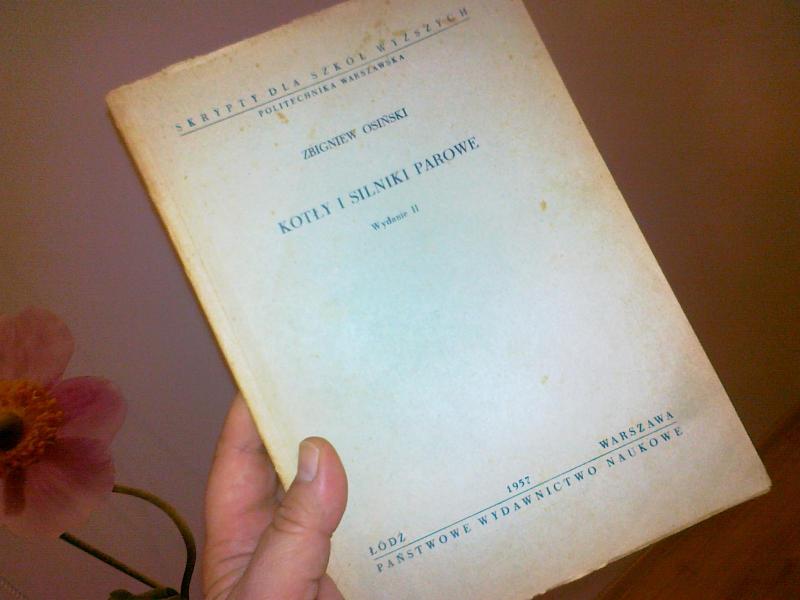 SKRYPTY DLA SZKÓŁ WYŻSZYCH
POLITECHNIKA WARSZAWSKA
ZBIGNIEW OSIŃSKI
KOTŁY I SILNIKI PAROWE
Wydanie II
ŁÓDŹ 1957 WARSZAWA
PAŃSTWOWE WYDAWNICTWO NAUKOWE